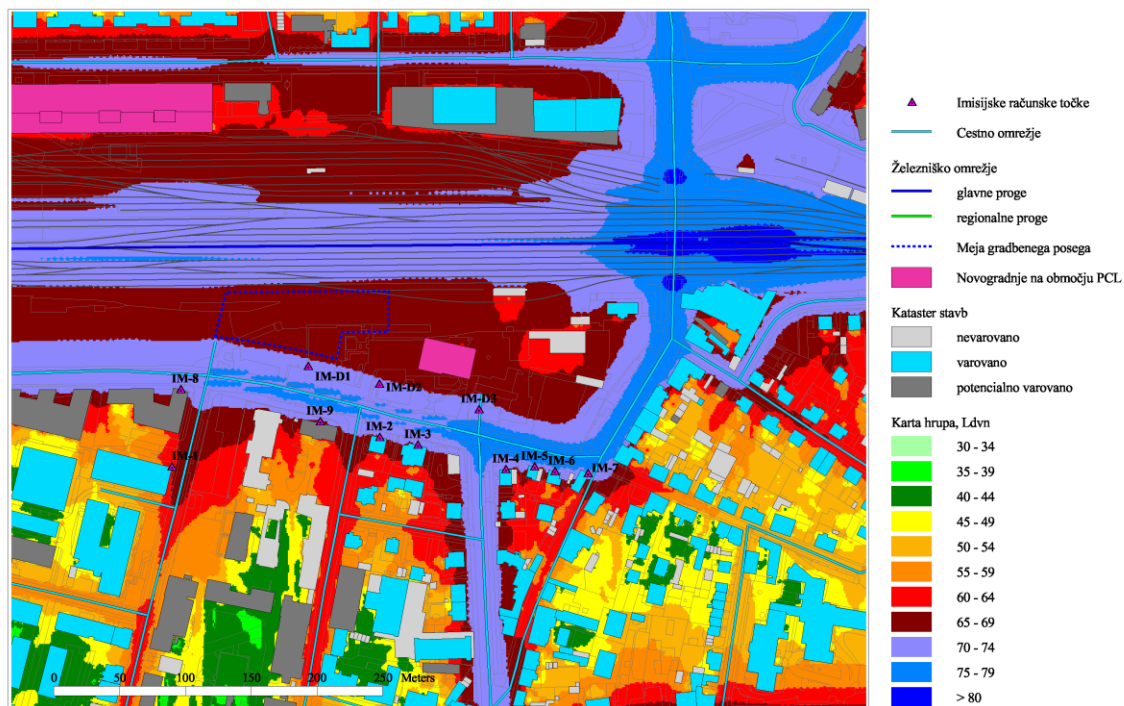 IM-8
IM-D1
IM-D2
IM-D3
IM-9
IM-2
IM-3
IM-1
IM-4
IM-5
IM-6
IM-7
0 50 100 150 200 250 Meters
Imisijske računske točke
Cestno omrežje
Železniško omrežje
glavne proge
regionalne proge
Meja gradbenega posega
Novogradnje na območju PCL
Kataster stavb
nevarovano
varovano
potencialno varovano
Karta hrupa, Ldvn
30 - 34
35 - 39
40 - 44
45 - 49
50 - 54
55 - 59
60 - 64
65 - 69
70 - 74
75 - 79
> 80